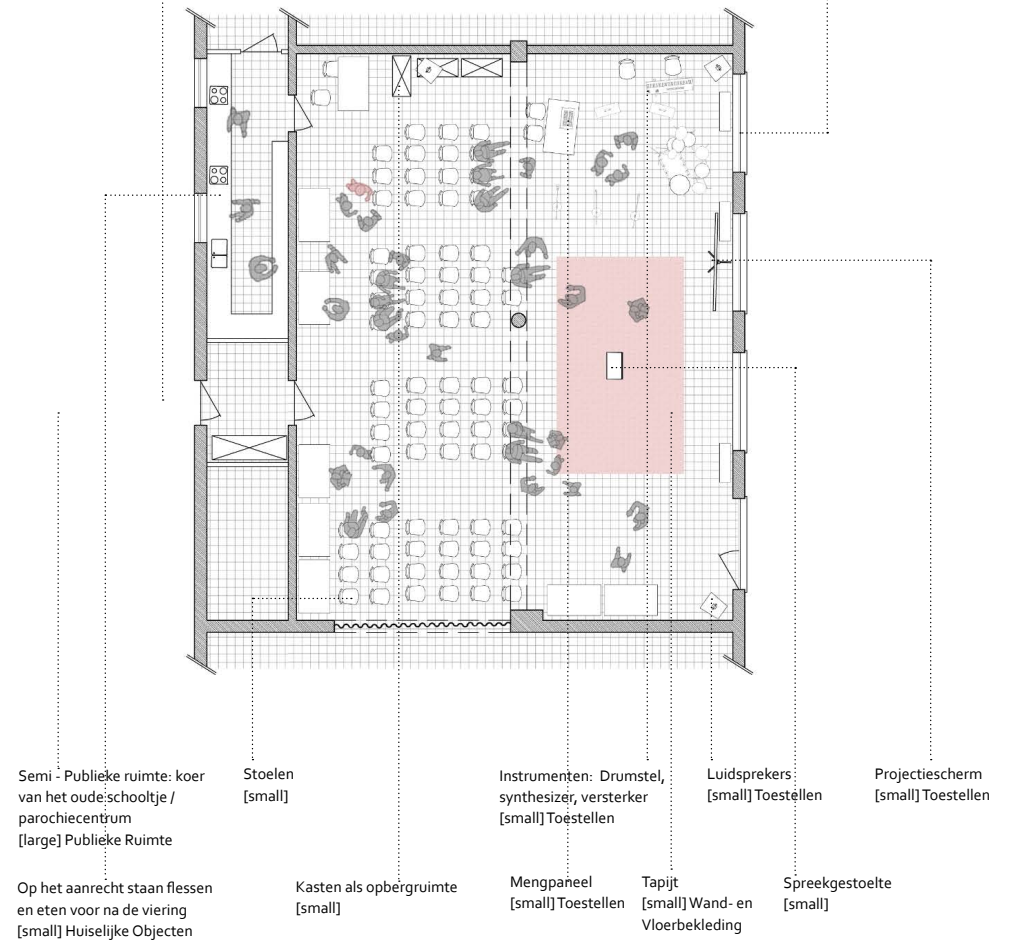 Semi - Publieke ruimte: koer
van het oude schooltje /
parochiecentrum
[large] Publieke Ruimte
Stoelen
[small]
Instrumenten: Drumstel,
synthesizer, versterker
[small] Toestellen
Luidsprekers
[small] Toestellen
Projectiescherm
[small] Toestellen
Op het aanrecht staan flessen
en eten voor na de viering
[small] Huiselijke Objecten
Kasten als opbergruimte
[small]
Mengpaneel
[small] Toestellen
Tapijt
[small] Wand- en
Vloerbekleding
Spreekgestoelte
[small]